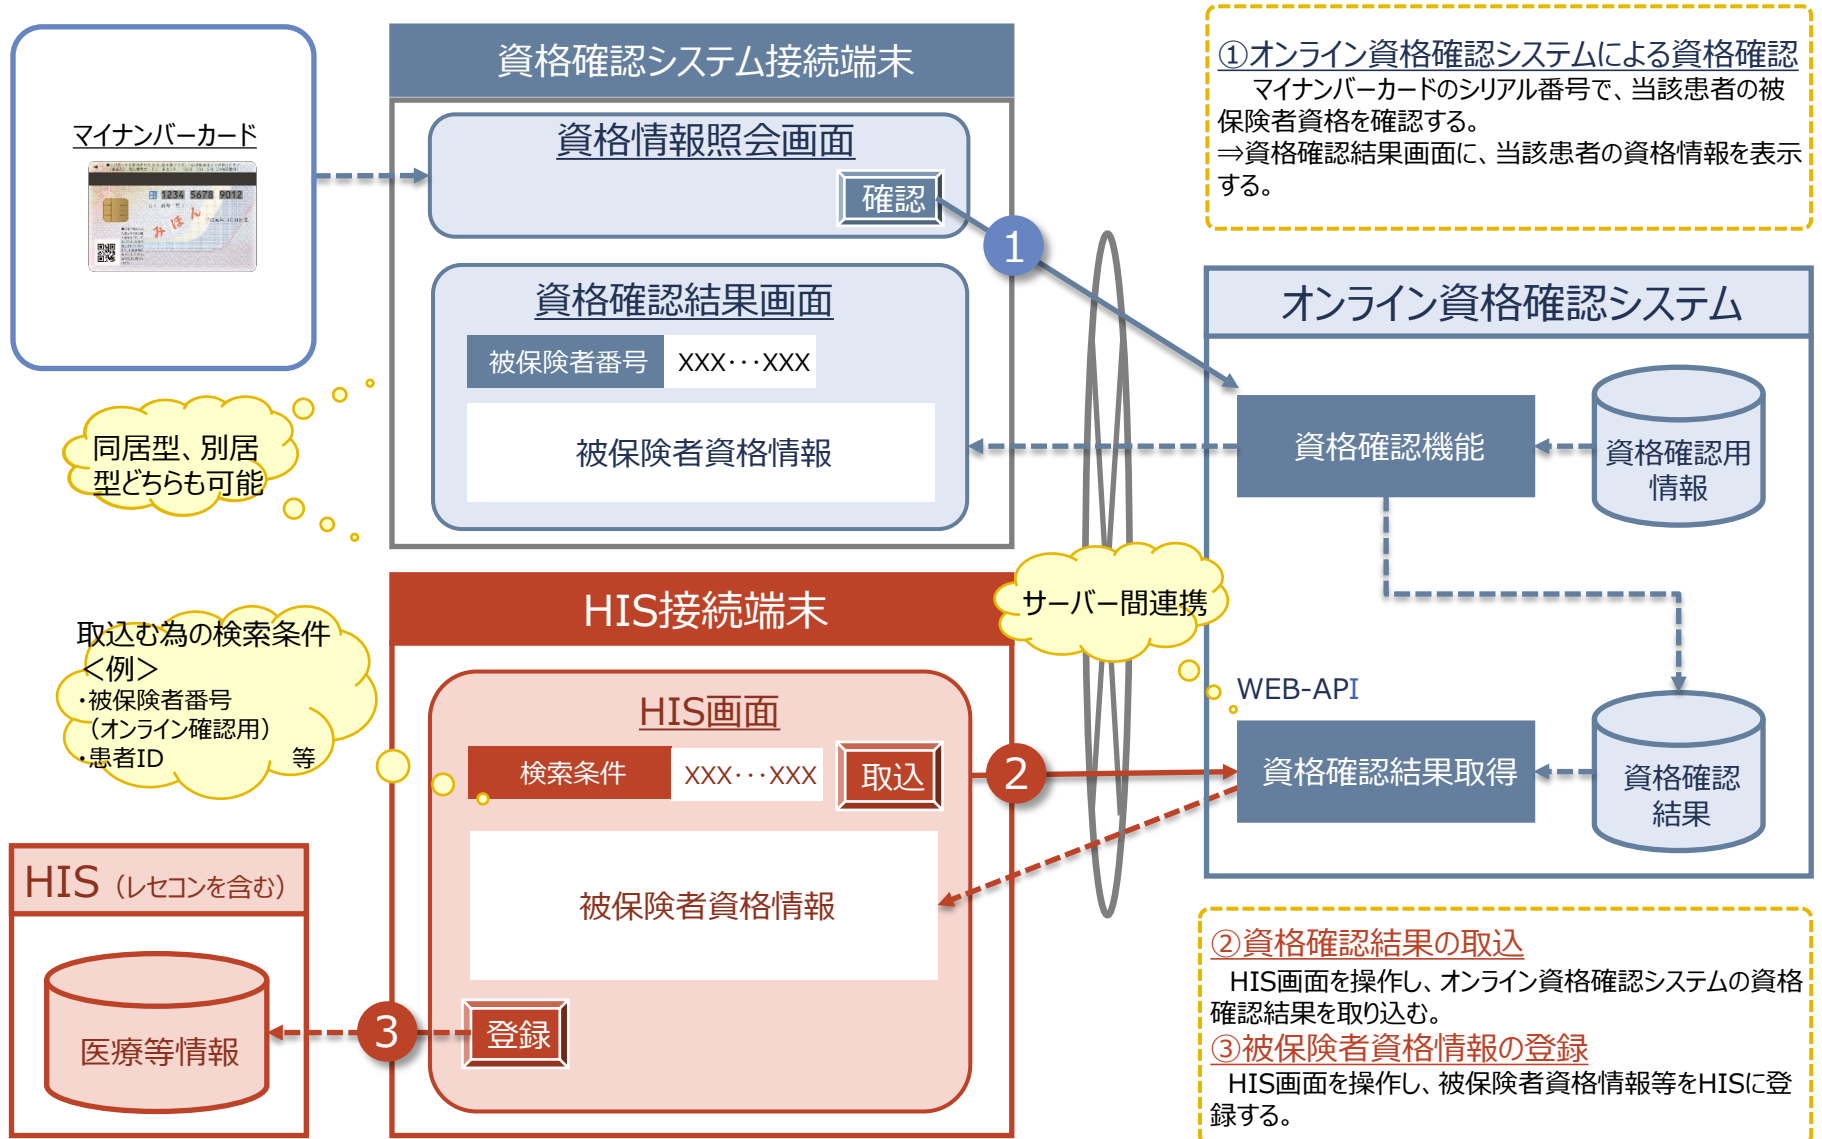 資格確認システム接続端末
マイナンバーカード
1234 5678 9012
みほん
資格情報照会画面
確認
1
資格確認結果画面
被保険者番号
XXX・・・XXX
被保険者資格情報
同居型、別居
型どちらも可能
①オンライン資格確認システムによる資格確認
マイナンバーカードのシリアル番号で、当該患者の被
保険者資格を確認する。
⇒資格確認結果画面に、当該患者の資格情報を表示
する。
オンライン資格確認システム
資格確認機能
資格確認用
情報
サーバー間連携
WEB-API
資格確認結果取得
資格確認
結果
HIS接続端末
HIS画面
検索条件
XXX・・・XXX
取込
2
被保険者資格情報
登録
3
取込む為の検索条件
＜例＞
・被保険者番号
（オンライン確認用）
・患者ID 等
HIS（レセコンを含む）
医療等情報
②資格確認結果の取込
HIS画面を操作し、オンライン資格確認システムの資格
確認結果を取り込む。
③被保険者資格情報の登録
HIS画面を操作し、被保険者資格情報等をHISに登
録する。